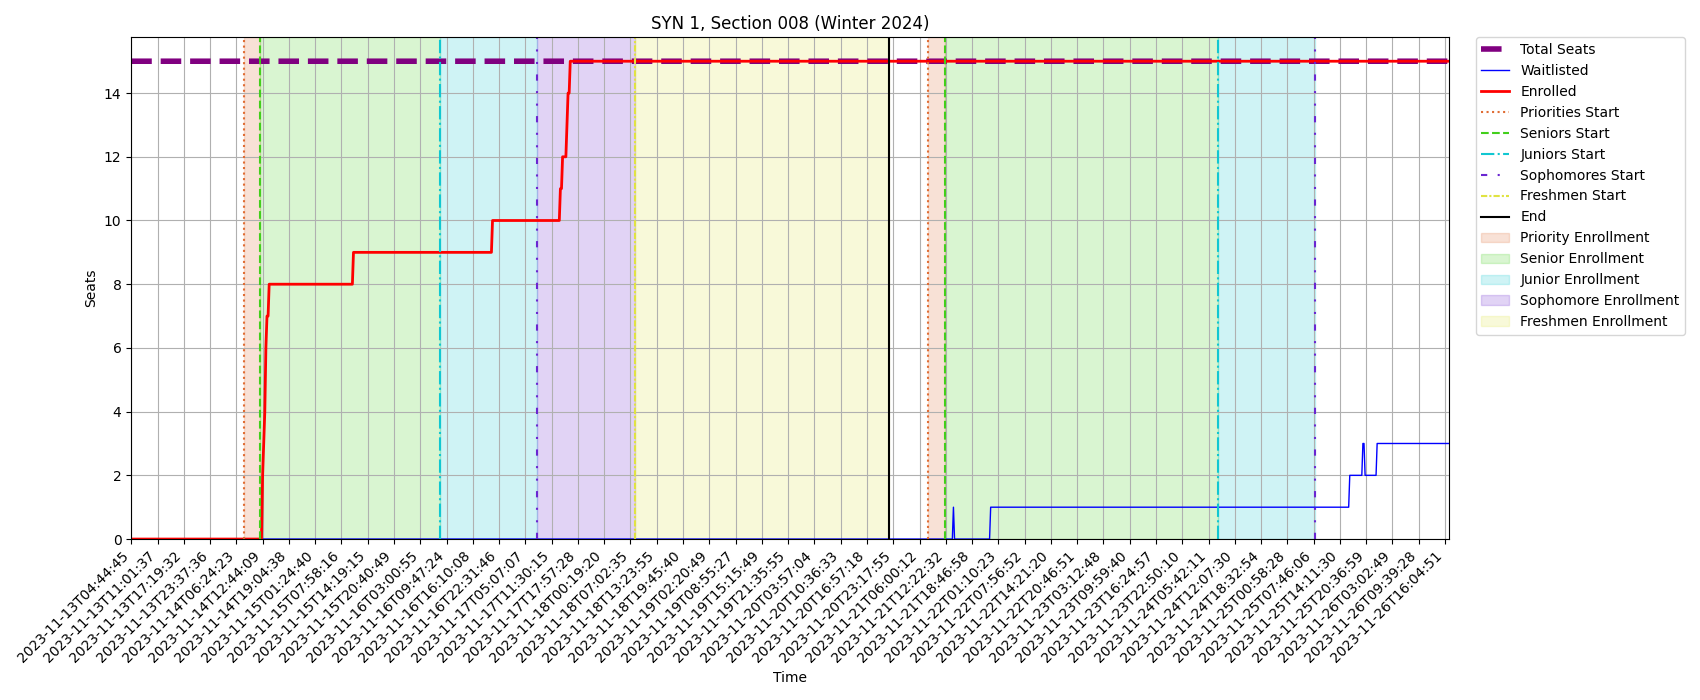 SYN 1, Section 008 (Winter 2024)
Seats
14
12
10
8
6
4
2
0
2023-11-13T04:44:45
2023-11-13T11:01:37
2023-11-13T17:19:32
2023-11-13T23:37:36
2023-11-14T06:24:23
2023-11-14T12:44:09
2023-11-14T19:04:38
2023-11-15T01:24:40
2023-11-15T07:58:16
2023-11-15T14:19:15
2023-11-15T20:40:49
2023-11-16T03:00:55
2023-11-16T09:47:24
2023-11-16T16:10:08
2023-11-16T22:31:46
2023-11-17T05:07:07
2023-11-17T11:30:15
2023-11-17T17:57:28
2023-11-18T00:19:20
2023-11-18T07:02:35
2023-11-18T13:23:55
2023-11-18T19:45:40
2023-11-19T02:20:49
2023-11-19T08:55:27
2023-11-19T15:15:49
2023-11-19T21:35:55
2023-11-20T03:57:04
2023-11-20T10:36:33
2023-11-20T16:57:18
2023-11-20T23:17:55
2023-11-21T06:00:12
2023-11-21T12:22:32
2023-11-21T18:46:58
2023-11-22T01:10:23
2023-11-22T07:56:52
2023-11-22T14:21:20
2023-11-22T20:46:51
2023-11-23T03:12:48
2023-11-23T09:59:40
2023-11-23T16:24:57
2023-11-23T22:50:10
2023-11-24T05:42:11
2023-11-24T12:07:30
2023-11-24T18:32:54
2023-11-25T00:58:28
2023-11-25T07:46:06
2023-11-25T14:11:30
2023-11-25T20:36:59
2023-11-26T03:02:49
2023-11-26T09:39:28
2023-11-26T16:04:51
Time
Total Seats
Waitlisted
Enrolled
Priorities Start
Seniors Start
Juniors Start
Sophomores Start
Freshmen Start
End
Priority Enrollment
Senior Enrollment
Junior Enrollment
Sophomore Enrollment
Freshmen Enrollment